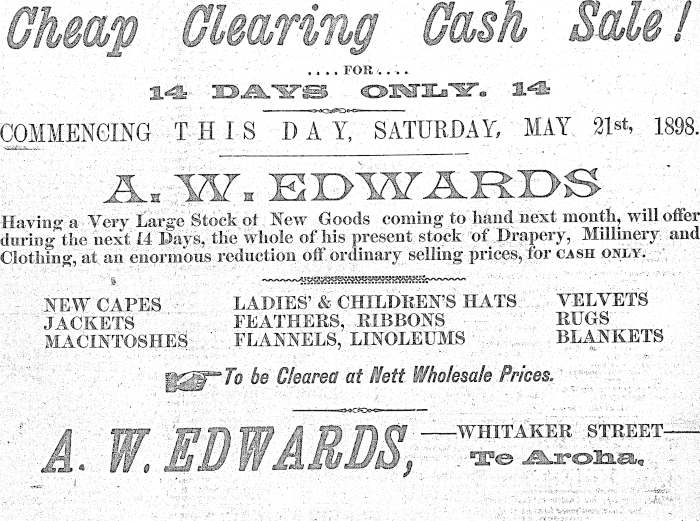 Cheap Clearing Cash Sale!
....FOR....
14 DAYS ONLY. 14
COMMENCING THIS DAY, SATURDAY, MAY 21st, 1898.
A. W. EDWARDS
Having a Very Large Stock of New Goods coming to hand next month, will offer
during the next 14 Days, the whole of his present stock of Drapery, Millinery and
Clothing, at an enormous reduction off ordinary selling prices, for CASH ONLY.
NEW CAPES LADIES' & CHILDREN'S HATS VELVETS
JACKETS FEATHERS, RIBBONS RUGS
MACINTOSHES FLANNELS, LINOLEUMS BLANKETS
To be Cleared at Nett Wholesale Prices.
A. W. EDWARDS, —WHITAKER STREET—
Te Aroha.